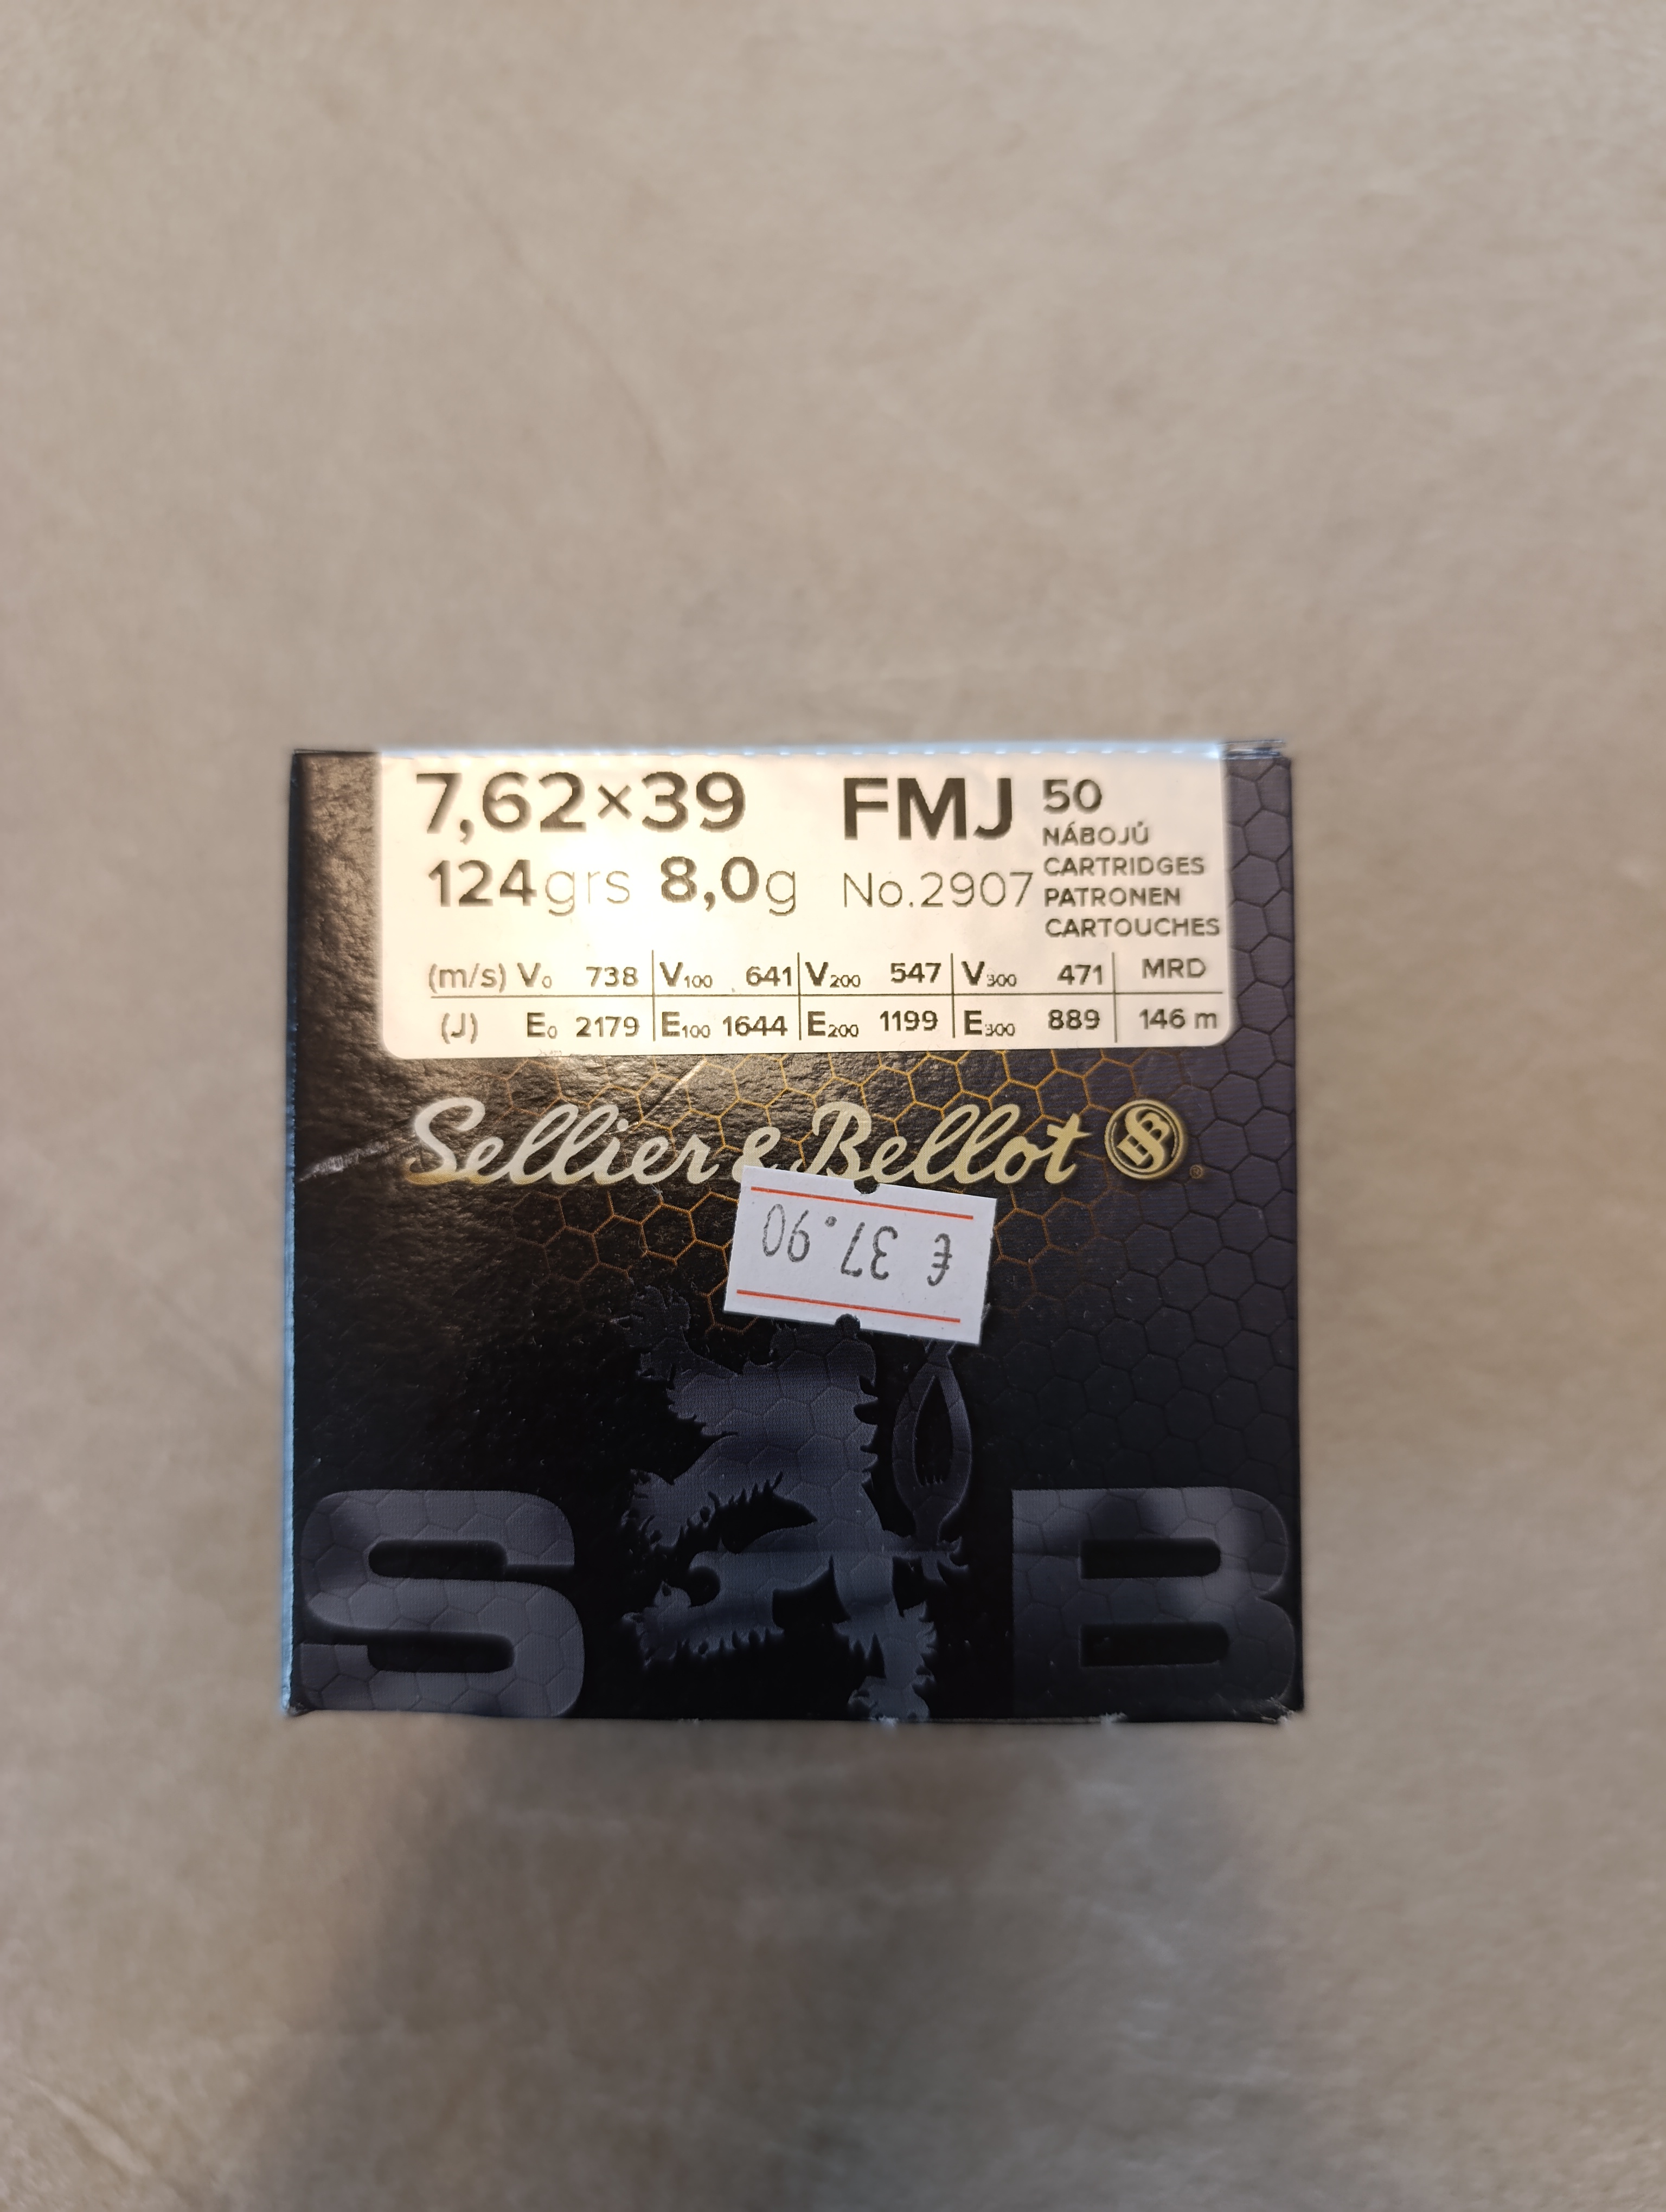 7,62×39 FMJ 50
NÁBOJŮ
124grs 8,0g No.2907 CARTRIDGES
PATRONEN
CARTOUCHES
(m/s) V₀ 738 V₁₀₀ 641 V₂₀₀ 547 V₃₀₀ 471 MRD
(J) E₀ 2179 E₁₀₀ 1644 E₂₀₀ 1199 E₃₀₀ 889 146 m
Sellier & Bellot SB ®
€ 37.90
S B